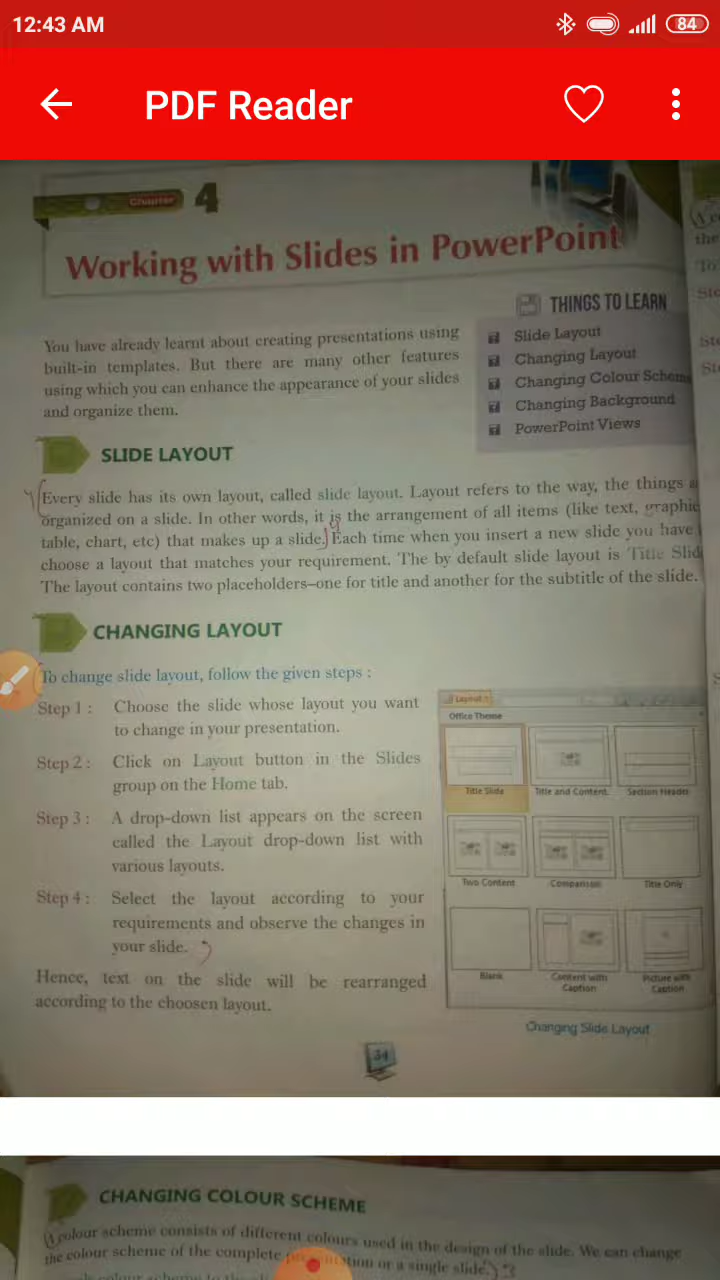 12:43 AM
84
PDF Reader
Chapter 4
Working with Slides in PowerPoint
THINGS TO LEARN
Slide Layout
Changing Layout
Changing Colour Scheme
Changing Background
PowerPoint Views
You have already learnt about creating presentations using
built-in templates. But there are many other features
using which you can enhance the appearance of your slides
and organize them.
SLIDE LAYOUT
Every slide has its own layout, called slide layout. Layout refers to the way, the things a
organized on a slide. In other words, it is the arrangement of all items (like text, graphic
table, chart, etc) that makes up a slide. Each time when you insert a new slide you have
choose a layout that matches your requirement. The by default slide layout is Title Slid
The layout contains two placeholders–one for title and another for the subtitle of the slide.
CHANGING LAYOUT
To change slide layout, follow the given steps :
Step 1 : Choose the slide whose layout you want
to change in your presentation.
Step 2 : Click on Layout button in the Slides
group on the Home tab.
Step 3 : A drop-down list appears on the screen
called the Layout drop-down list with
various layouts.
Step 4 : Select the layout according to your
requirements and observe the changes in
your slide.
Hence, text on the slide will be rearranged
according to the choosen layout.
Layout
Office Theme
Title Slide
Title and Content
Section Header
Two Content
Comparison
Title Only
Blank
Content with
Caption
Picture with
Caption
Changing Slide Layout
34
the
To
Ste
Ste
Ste
CHANGING COLOUR SCHEME
A colour scheme consists of different colours used in the design of the slide. We can change
the colour scheme of the complete presentation or a single slide.